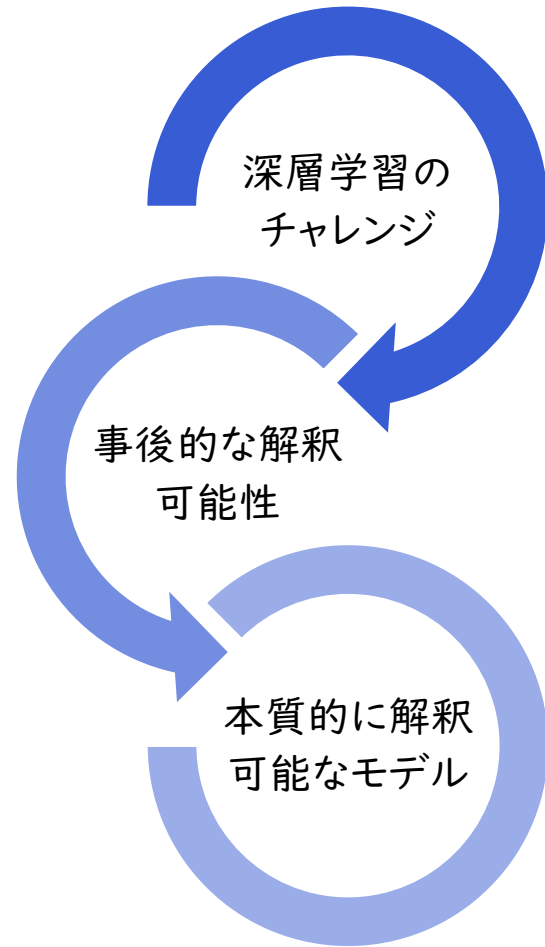 深層学習の
チャレンジ
事後的な解釈
可能性
本質的に解釈
可能なモデル